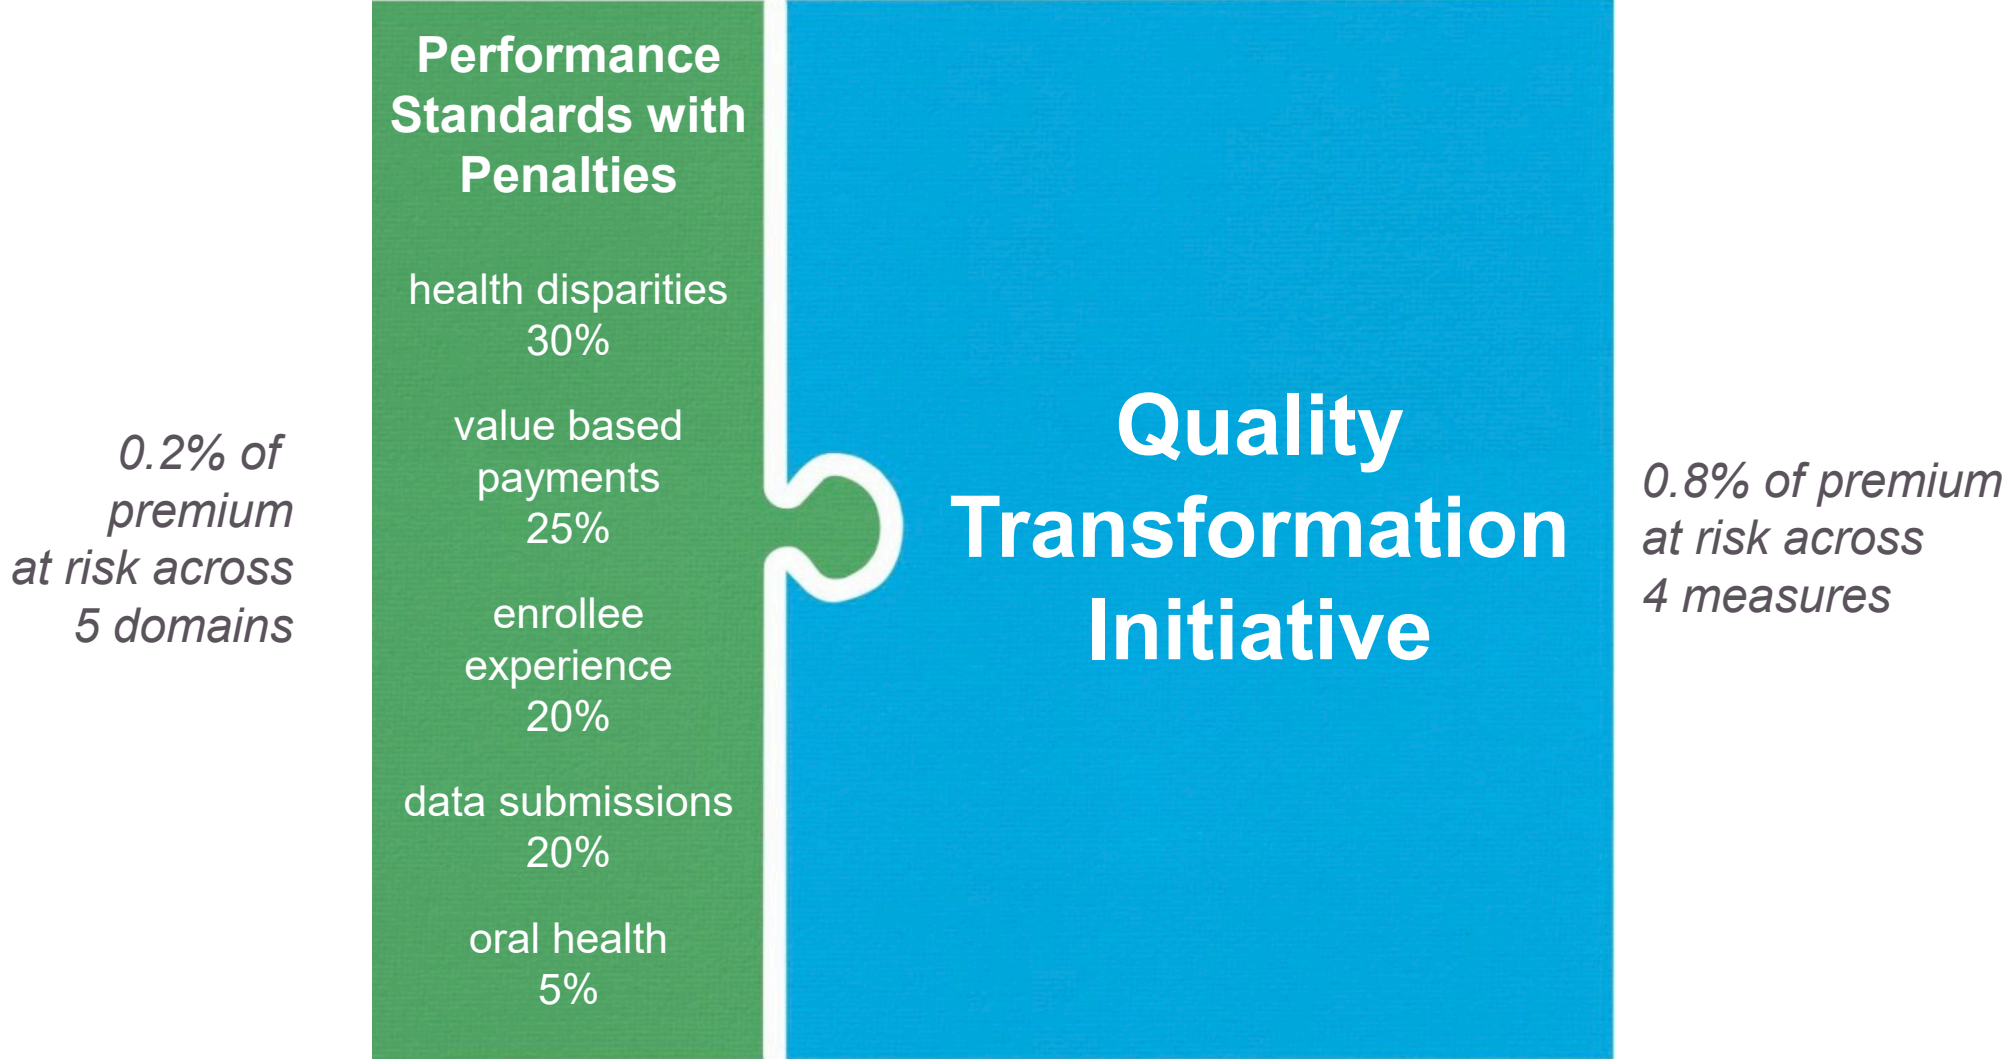 0.2% of
premium
at risk across
5 domains
Performance
Standards with
Penalties
health disparities
30%
value based
payments
25%
enrollee
experience
20%
data submissions
20%
oral health
5%
Quality
Transformation
Initiative
0.8% of premium
at risk across
4 measures